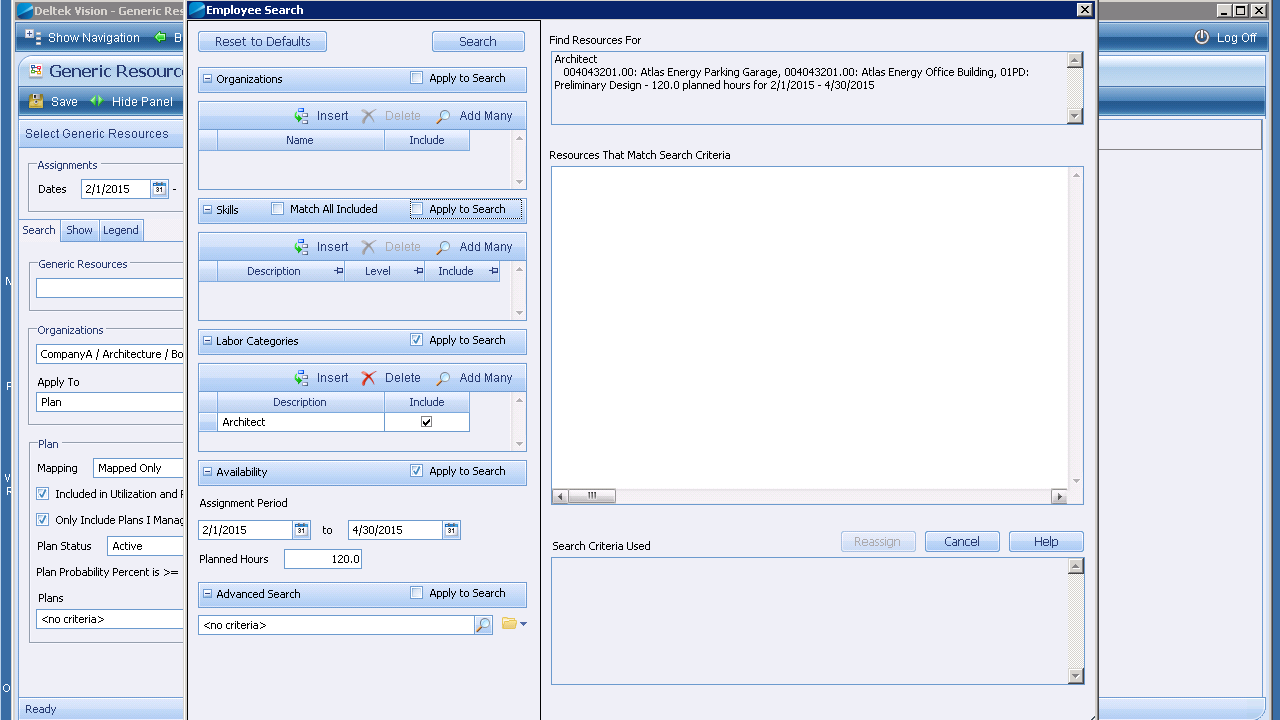 Deltek Vision - Generic Res
Employee Search
Show Navigation
B
Log Off
Generic Resourc
Save
Hide Panel
Select Generic Resources
Assignments
Dates
2/1/2015
-
Search
Show
Legend
Generic Resources
Organizations
CompanyA / Architecture / Bo
Apply To
Plan
Plan
Mapping
Mapped Only
Included in Utilization and R
Only Include Plans I Manag
Plan Status
Active
Plan Probability Percent is >=
Plans
<no criteria>
Ready
Reset to Defaults
Search
Organizations
Apply to Search
Insert
Delete
Add Many
Name
Include
Skills
Match All Included
Apply to Search
Insert
Delete
Add Many
Description
Level
Include
Labor Categories
Apply to Search
Insert
Delete
Add Many
Description
Include
Architect
Availability
Apply to Search
Assignment Period
2/1/2015
to
4/30/2015
Planned Hours
120.0
Advanced Search
Apply to Search
<no criteria>
Find Resources For
Architect
004043201.00: Atlas Energy Parking Garage, 004043201.00: Atlas Energy Office Building, 01PD:
Preliminary Design - 120.0 planned hours for 2/1/2015 - 4/30/2015
Resources That Match Search Criteria
Reassign
Cancel
Help
Search Criteria Used